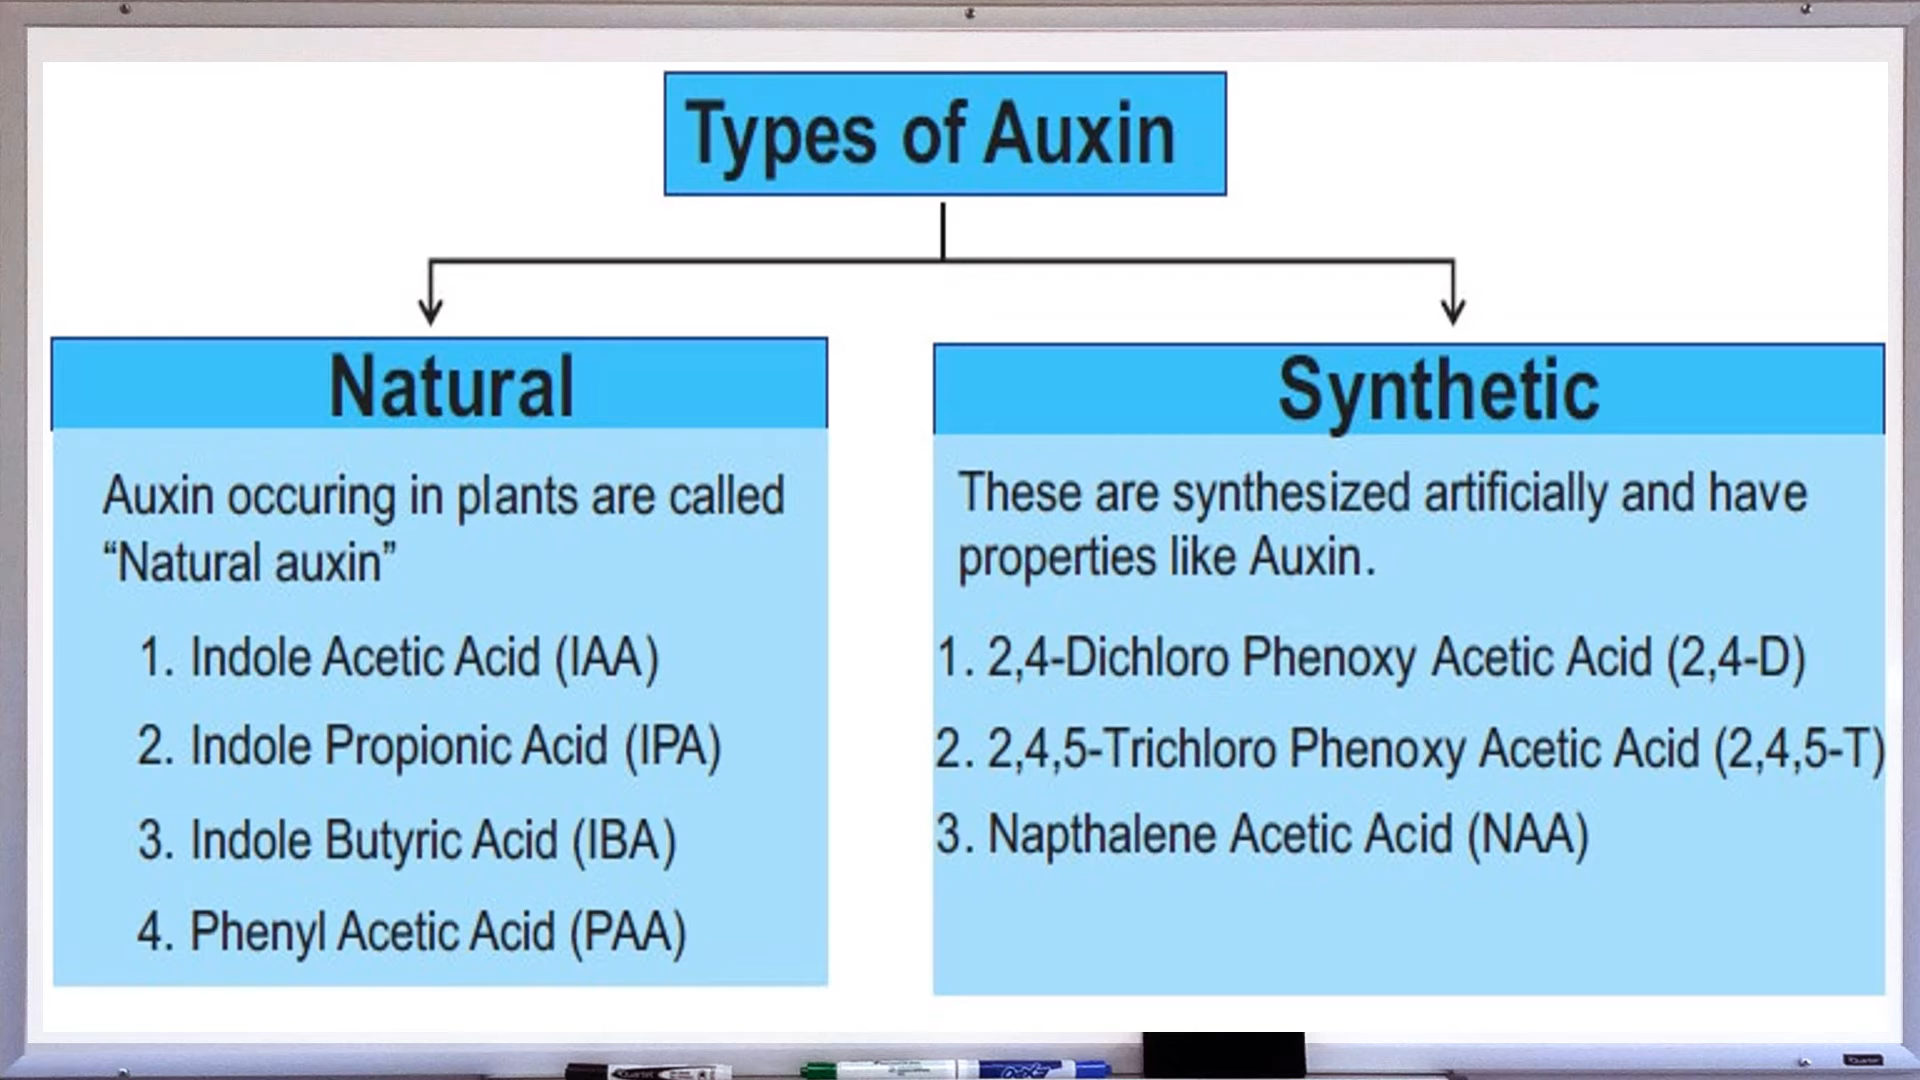 Types of Auxin
Natural
Auxin occuring in plants are called
“Natural auxin”
1. Indole Acetic Acid (IAA)
2. Indole Propionic Acid (IPA)
3. Indole Butyric Acid (IBA)
4. Phenyl Acetic Acid (PAA)
Synthetic
These are synthesized artificially and have
properties like Auxin.
1. 2,4-Dichloro Phenoxy Acetic Acid (2,4-D)
2. 2,4,5-Trichloro Phenoxy Acetic Acid (2,4,5-T)
3. Napthalene Acetic Acid (NAA)
Quartet
Quartet